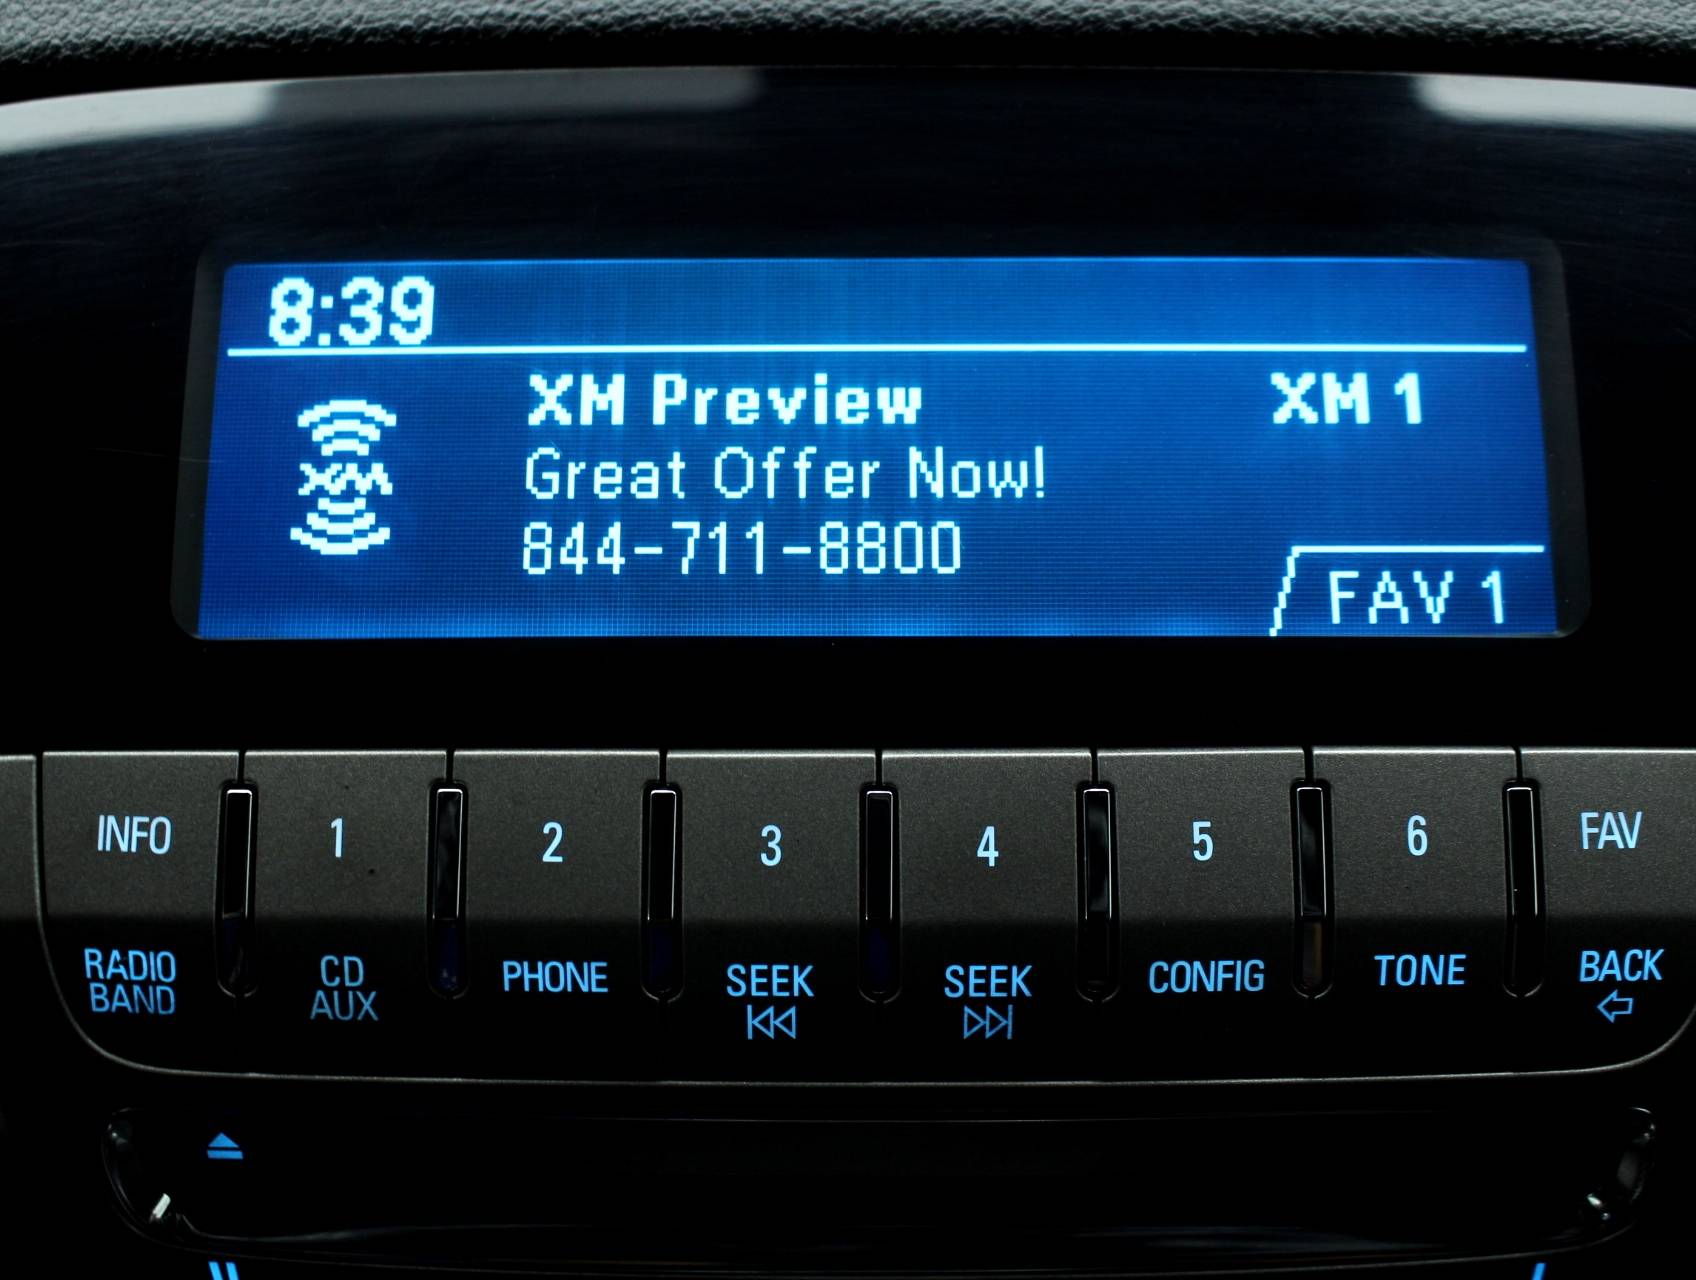 8:39
XM Preview XM 1
XM
Great Offer Now!
844-711-8800
FAV 1
INFO 1 2 3 4 5 6 FAV
RADIO BAND
CD AUX
PHONE
SEEK
SEEK
CONFIG
TONE
BACK